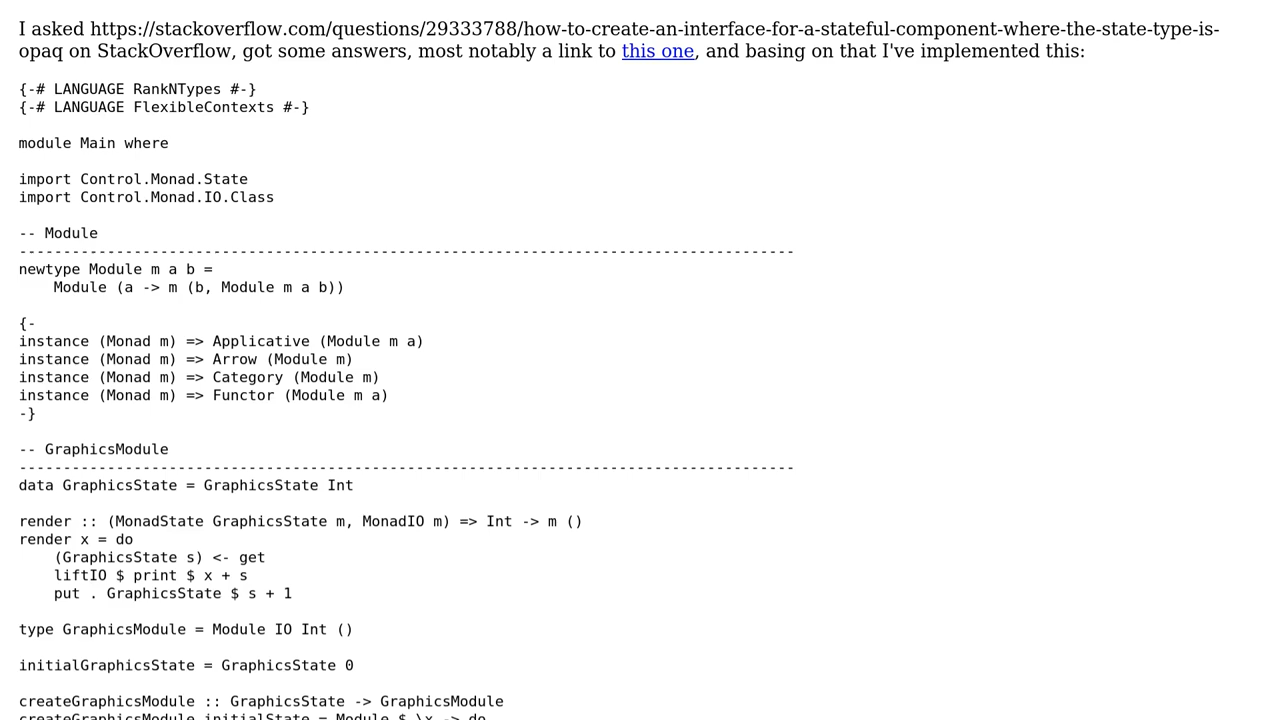 I asked https://stackoverflow.com/questions/29333788/how-to-create-an-interface-for-a-stateful-component-where-the-state-type-is-
opaq on StackOverflow, got some answers, most notably a link to this one, and basing on that I've implemented this:
{-# LANGUAGE RankNTypes #-}
{-# LANGUAGE FlexibleContexts #-}
module Main where
import Control.Monad.State
import Control.Monad.IO.Class
-- Module
----------------------------------------------------------------------------------------
newtype Module m a b =
    Module (a -> m (b, Module m a b))
{-
instance (Monad m) => Applicative (Module m a)
instance (Monad m) => Arrow (Module m)
instance (Monad m) => Category (Module m)
instance (Monad m) => Functor (Module m a)
-}
-- GraphicsModule
----------------------------------------------------------------------------------------
data GraphicsState = GraphicsState Int
render :: (MonadState GraphicsState m, MonadIO m) => Int -> m ()
render x = do
    (GraphicsState s) <- get
    liftIO $ print $ x + s
    put . GraphicsState $ s + 1
type GraphicsModule = Module IO Int ()
initialGraphicsState = GraphicsState 0
createGraphicsModule :: GraphicsState -> GraphicsModule
createGraphicsModule initialState = Module $ \x -> do